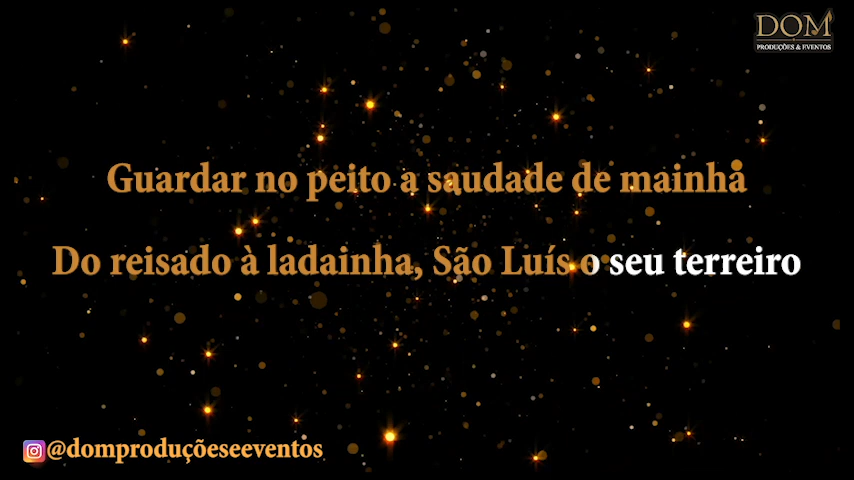 DOM
PRODUÇÕES & EVENTOS
Guardar no peito a saudade de mainha
Do reisado à ladainha, São Luís o seu terreiro
@domproduçõeseeventos